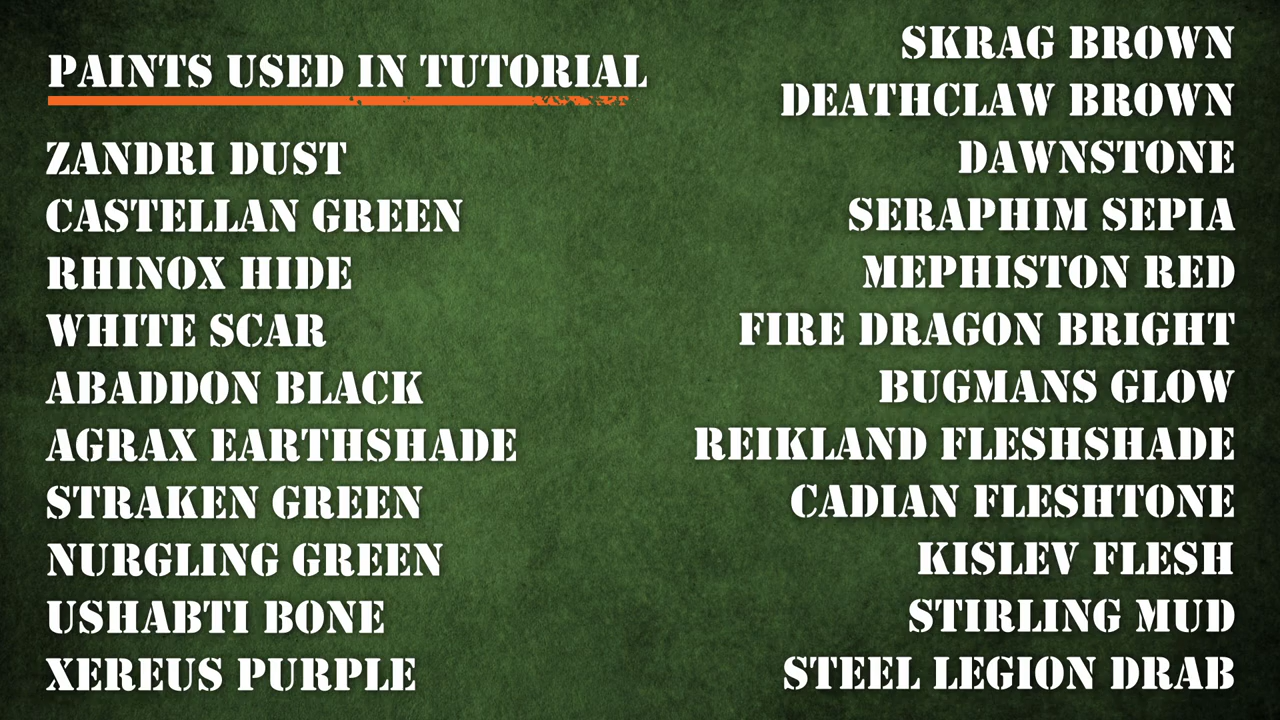 PAINTS USED IN TUTORIAL
ZANDRI DUST
CASTELLAN GREEN
RHINOX HIDE
WHITE SCAR
ABADDON BLACK
AGRAX EARTHSHADE
STRAKEN GREEN
NURGLING GREEN
USHABTI BONE
XEREUS PURPLE
SKRAG BROWN
DEATHCLAW BROWN
DAWNSTONE
SERAPHIM SEPIA
MEPHISTON RED
FIRE DRAGON BRIGHT
BUGMANS GLOW
REIKLAND FLESHSHADE
CADIAN FLESHTONE
KISLEV FLESH
STIRLING MUD
STEEL LEGION DRAB